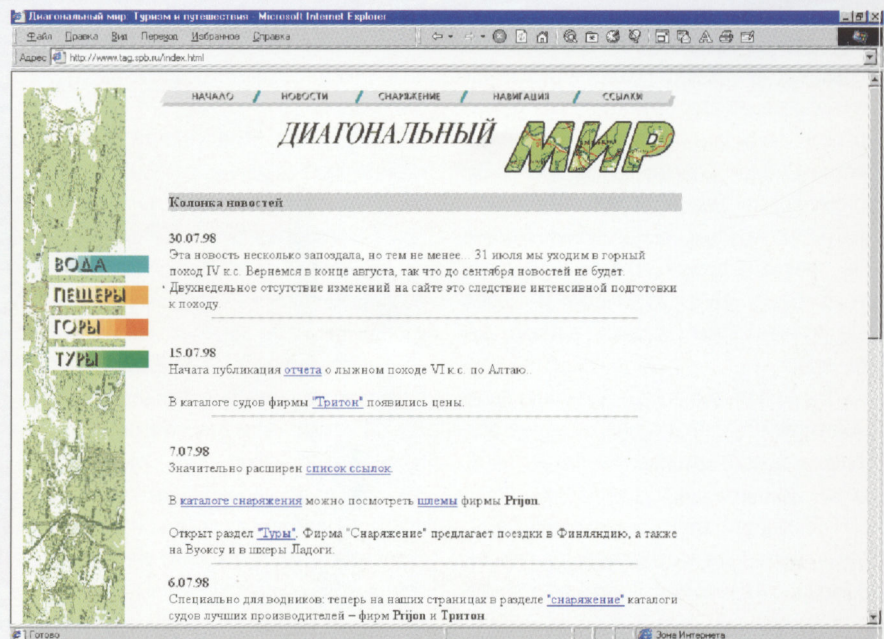 Диагональный мир. Туризм и путешествия - Microsoft Internet Explorer
Файл Правка Вид Переход Избранное Справка
Адрес http://www.tag.spb.ru/index.html
НАЧАЛО / НОВОСТИ / СНАРЯЖЕНИЕ / НАВИГАЦИЯ / ССЫЛКИ
ДИАГОНАЛЬНЫЙ МИР
Колонка новостей
30.07.98
Эта новость несколько запоздала, но тем не менее... 31 июля мы уходим в горный
поход IV к.с. Вернемся в конце августа, так что до сентября новостей не будет.
Двухнедельное отсутствие изменений на сайте это следствие интенсивной подготовки
к походу.
ВОДА
ПЕЩЕРЫ
ГОРЫ
ТУРЫ
15.07.98
Начата публикация отчета о лыжном походе VI к.с. по Алтаю..
В каталоге судов фирмы "Тритон" появились цены.
7.07.98
Значительно расширен список ссылок.
В каталоге снаряжения можно посмотреть шлемы фирмы Prijon.
Открыт раздел "Туры". Фирма "Снаряжение" предлагает поездки в Финляндию, а также
на Вуоксу и в шхеры Ладоги.
6.07.98
Специально для водников: теперь на наших страницах в разделе "снаряжение" каталоги
судов лучших производителей – фирм Prijon и Тритон
Готово
Зона Интернета